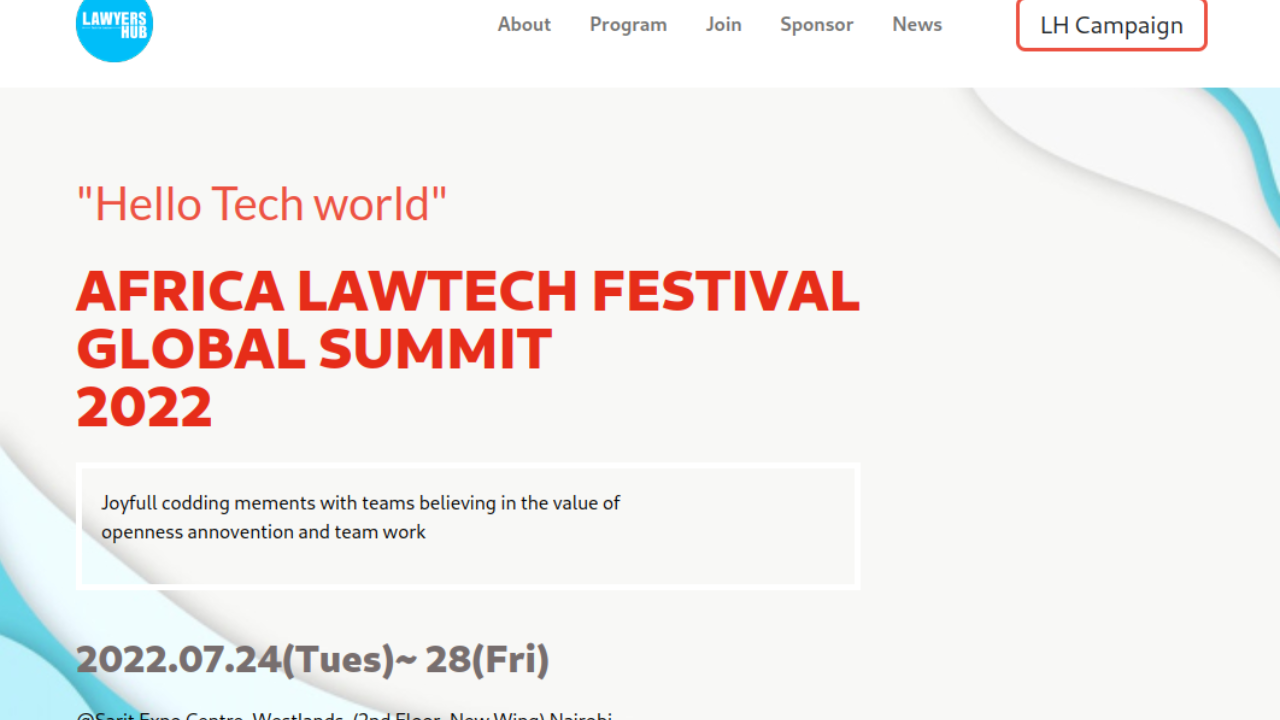 LAWYERS
HUB
About Program Join Sponsor News LH Campaign
"Hello Tech world"
AFRICA LAWTECH FESTIVAL
GLOBAL SUMMIT
2022
Joyfull codding mements with teams believing in the value of
openness annovention and team work
2022.07.24(Tues)~ 28(Fri)
@Sarit Expo Centre, Westlands, (2nd Floor, New Wing) Nairobi